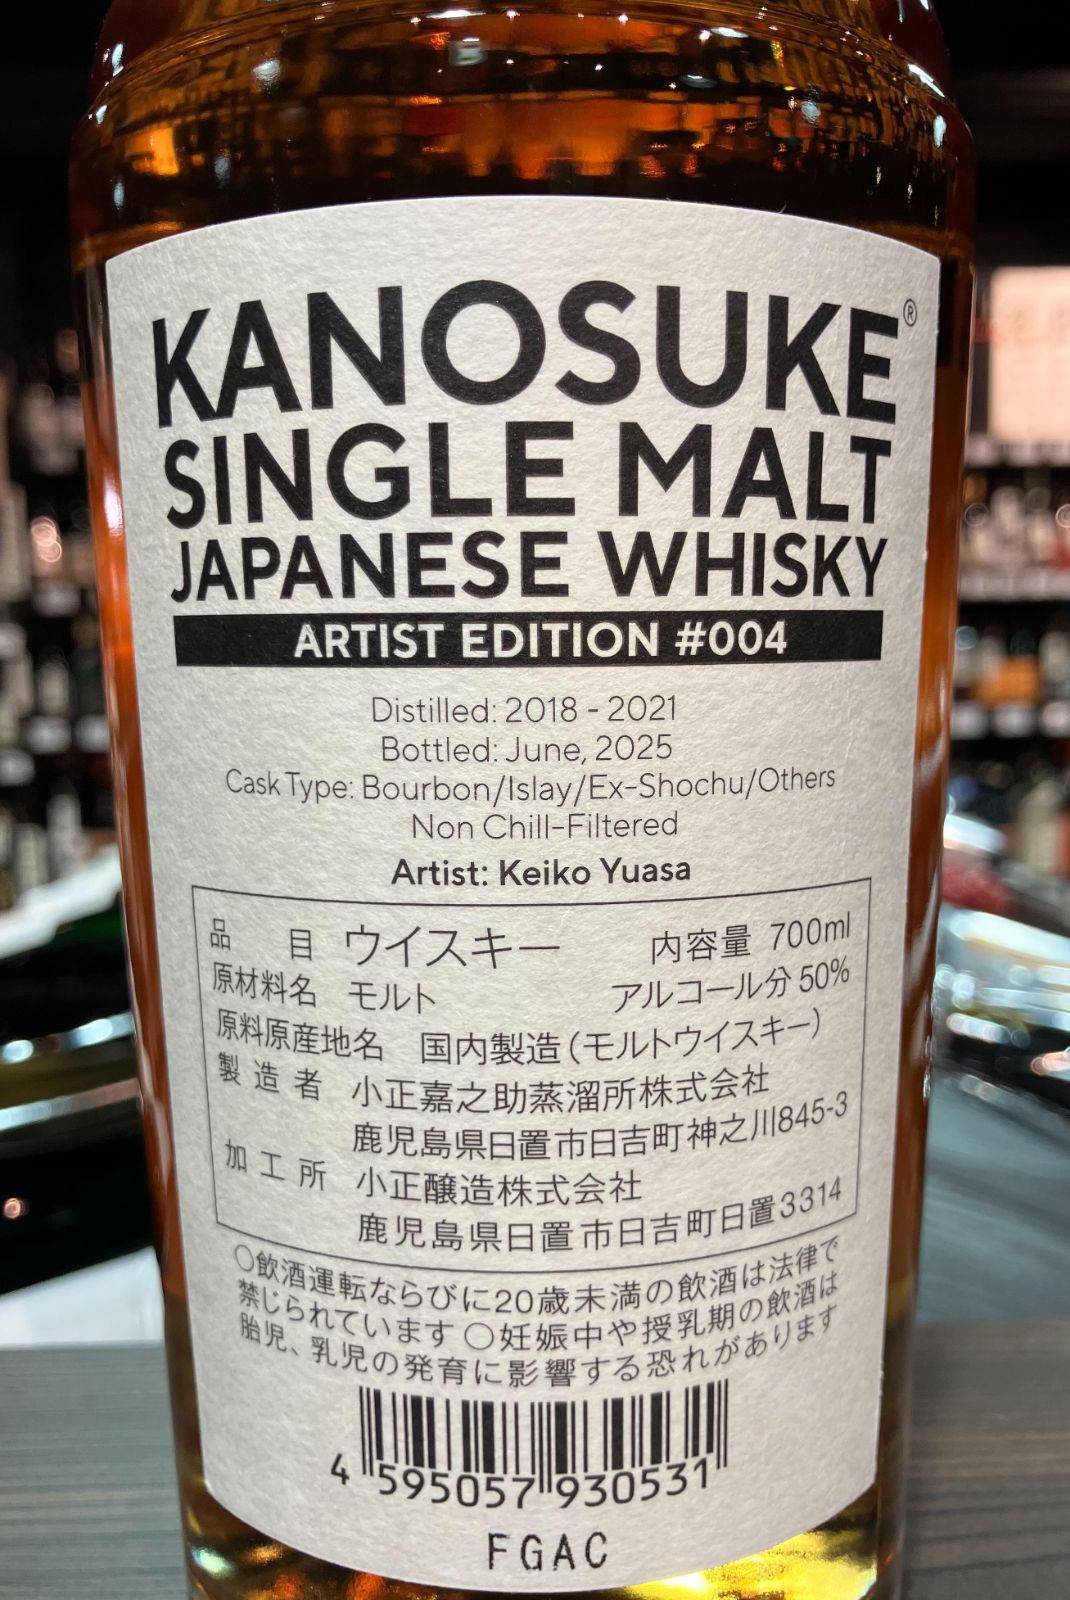 KANOSUKE®
SINGLE MALT
JAPANESE WHISKY
ARTIST EDITION #004
Distilled: 2018 - 2021
Bottled: June, 2025
Cask Type: Bourbon/Islay/Ex-Shochu/Others
Non Chill-Filtered
Artist: Keiko Yuasa
品目 ウイスキー 内容量 700ml
原材料名 モルト アルコール分 50%
原料原産地名 国内製造（モルトウイスキー）
製造者 小正嘉之助蒸溜所株式会社
鹿児島県日置市日吉町神之川845-3
加工所 小正醸造株式会社
鹿児島県日置市日吉町日置3314
〇飲酒運転ならびに20歳未満の飲酒は法律で
禁じられています 〇妊娠中や授乳期の飲酒は
胎児、乳児の発育に影響する恐れがあります
4 595057 930531
FGAC